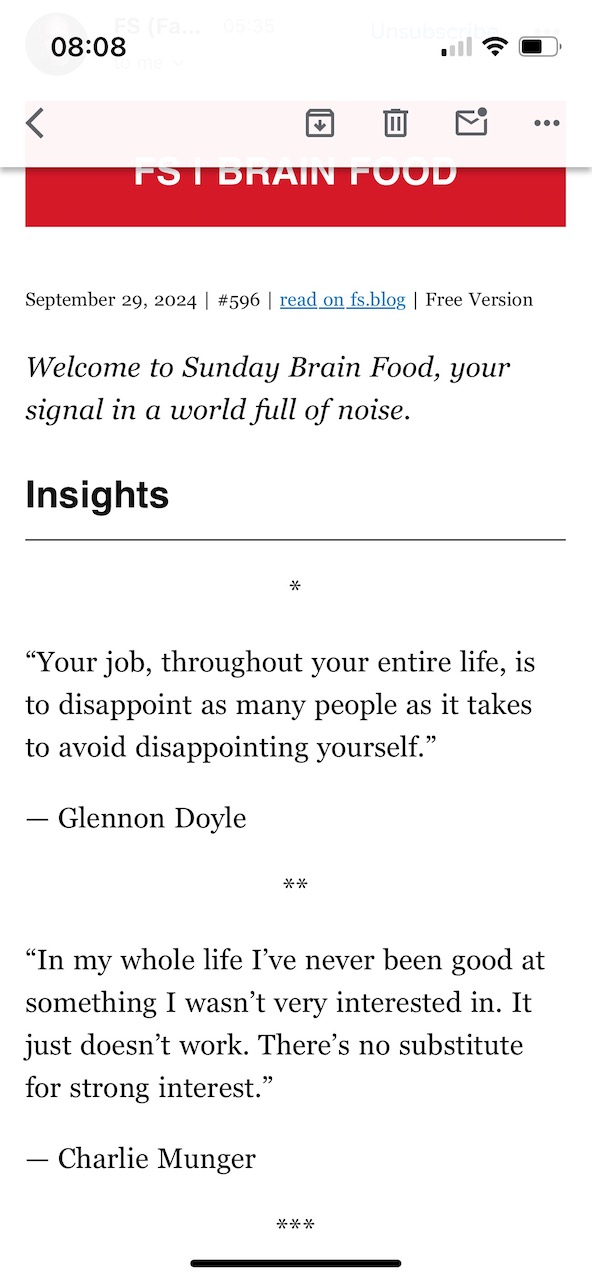 08:08
ES (Fa... 05:35
to me
FS | BRAIN FOOD
September 29, 2024 | #596 | read on fs.blog | Free Version
Welcome to Sunday Brain Food, your
signal in a world full of noise.
Insights
*
“Your job, throughout your entire life, is
to disappoint as many people as it takes
to avoid disappointing yourself.”
— Glennon Doyle
**
“In my whole life I’ve never been good at
something I wasn’t very interested in. It
just doesn’t work. There’s no substitute
for strong interest.”
— Charlie Munger
***